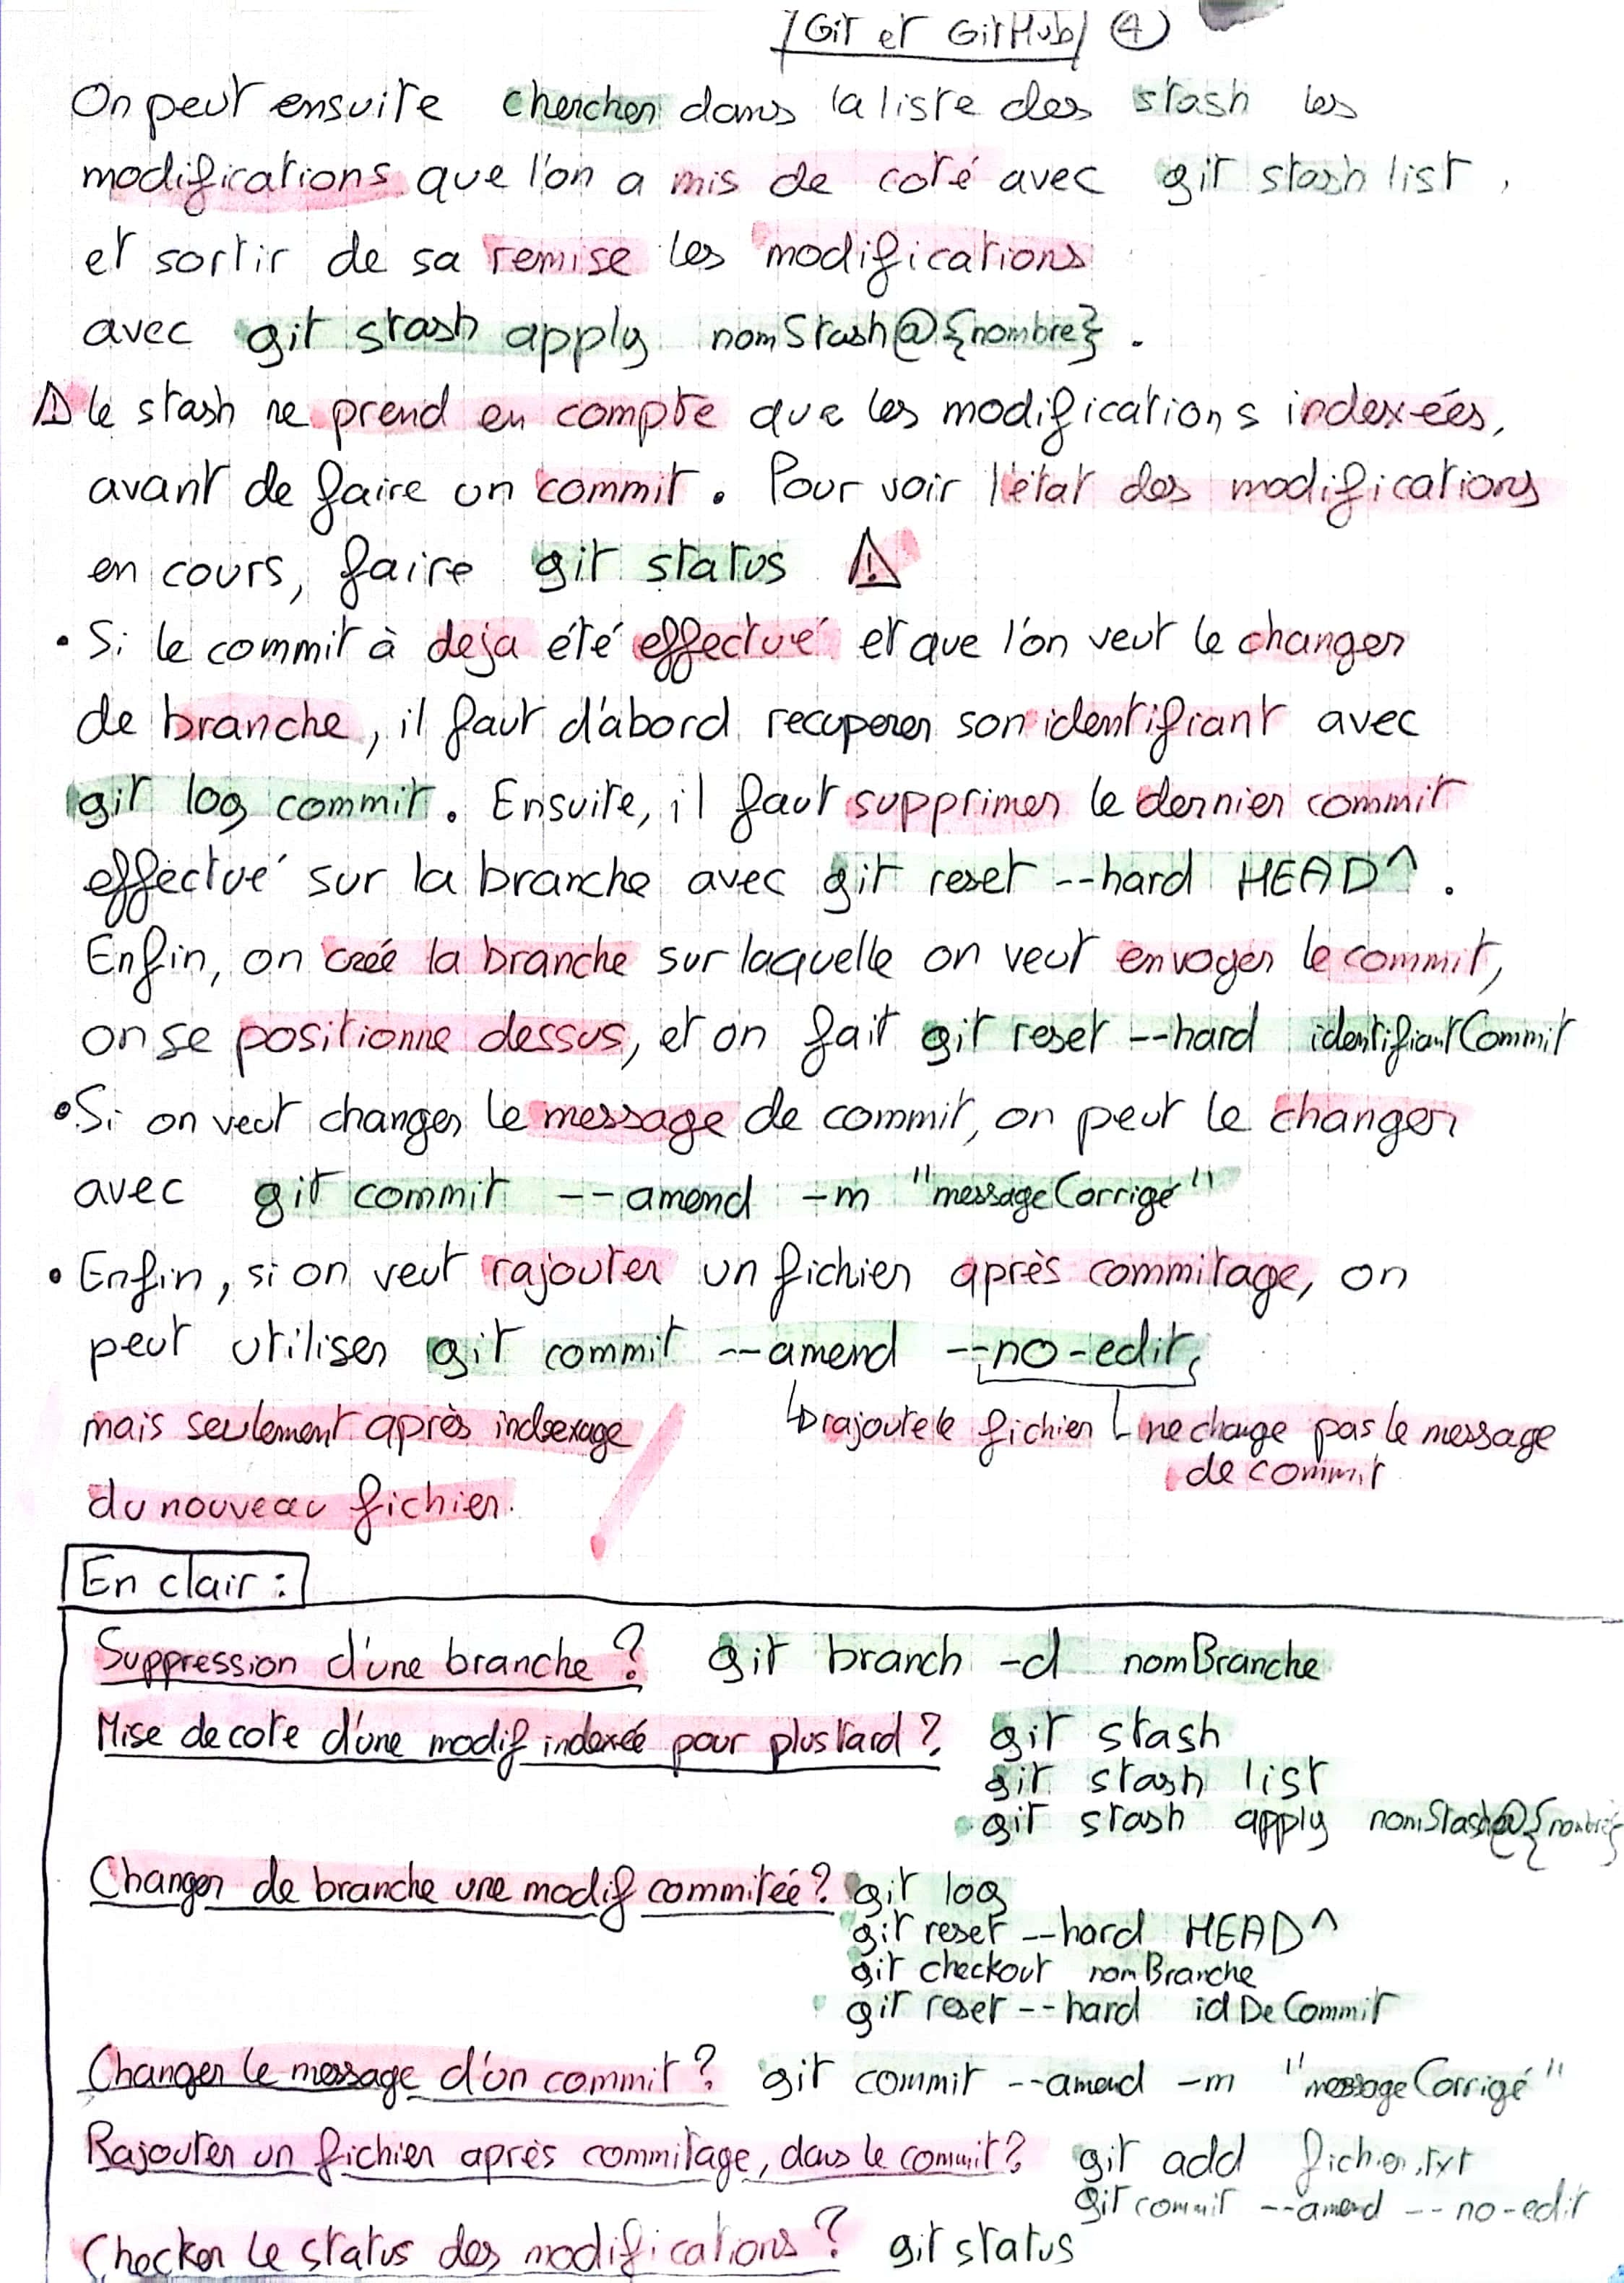 Git et GitHub ④
On peut ensuite chercher dans la liste des stash les
modifications que l'on a mis de coté avec git stash list,
et sortir de sa remise les modifications
avec git stash apply nomStash@{nombre}.
⚠ le stash ne prend en compte que les modifications indexées,
avant de faire un commit. Pour voir l'état des modifications
en cours, faire git status ⚠
• Si le commit à deja été effectué et que l'on veut le changer
de branche, il faut d'abord recuperer son identifiant avec
git log commit. Ensuite, il faut supprimer le dernier commit
effectué sur la branche avec git reset --hard HEAD^.
Enfin, on créé la branche sur laquelle on veut envoyer le commit,
on se positionne dessus, et on fait git reset --hard identifiantCommit
• Si on veut changer le message de commit, on peut le changer
avec git commit --amend -m "messageCorrigé"
• Enfin, si on veut rajouter un fichier après commitage, on
peut utiliser git commit --amend --no-edit,
mais seulement après indexage
↳ rajoute le fichier
ne change pas le message
de commit
du nouveau fichier.
En clair :
Suppression d'une branche ? git branch -d nomBranche
Mise de cote d'une modif indexée pour plus tard ? git stash
git stash list
git stash apply nomStash@{nombre}
Changer de branche une modif commitée ? git log
git reset --hard HEAD^
git checkout nomBranche
git reset --hard idDeCommit
Changer le message d'un commit ? git commit --amend -m "messageCorrigé"
Rajouter un fichier après commitage, dans le commit ? git add fichier.txt
git commit --amend --no-edit
Checker le status des modifications ? git status